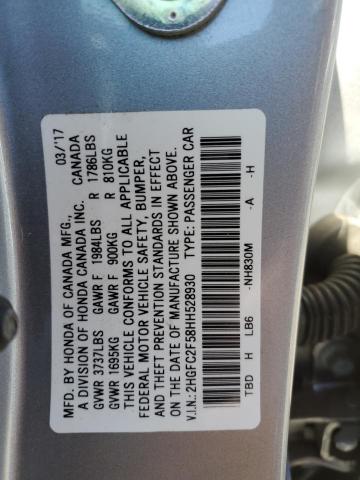 MFD. BY HONDA OF CANADA MFG.,
A DIVISION OF HONDA CANADA INC. CANADA 03/'17
GVWR 3737LBS GAWR F 1984LBS R 1786LBS
GVWR 1695KG GAWR F 900KG R 810KG
THIS VEHICLE CONFORMS TO ALL APPLICABLE
FEDERAL MOTOR VEHICLE SAFETY, BUMPER,
AND THEFT PREVENTION STANDARDS IN EFFECT
ON THE DATE OF MANUFACTURE SHOWN ABOVE.
V.I.N.: 2HGFC2F58HH528930 TYPE: PASSENGER CAR
TBD H LB6 -NH830M -A -H